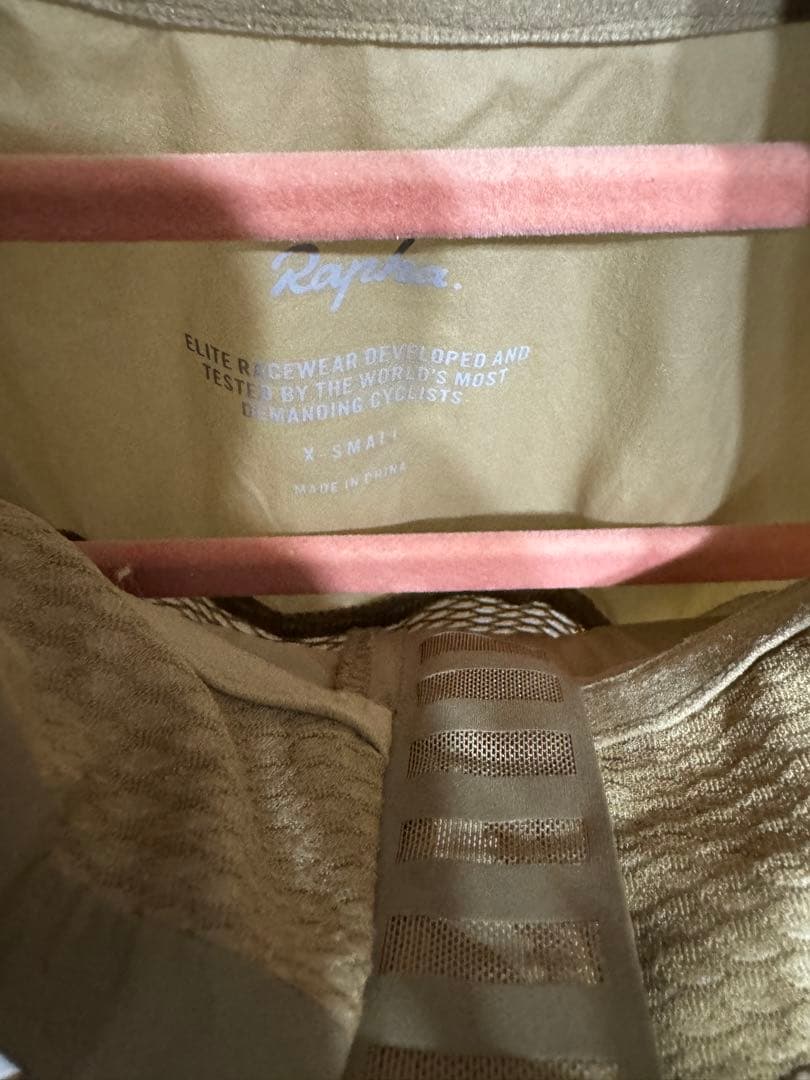 Rapha.
ELITE RACEWEAR DEVELOPED AND
TESTED BY THE WORLD'S MOST
DEMANDING CYCLISTS
X-SMALL
MADE IN CHINA